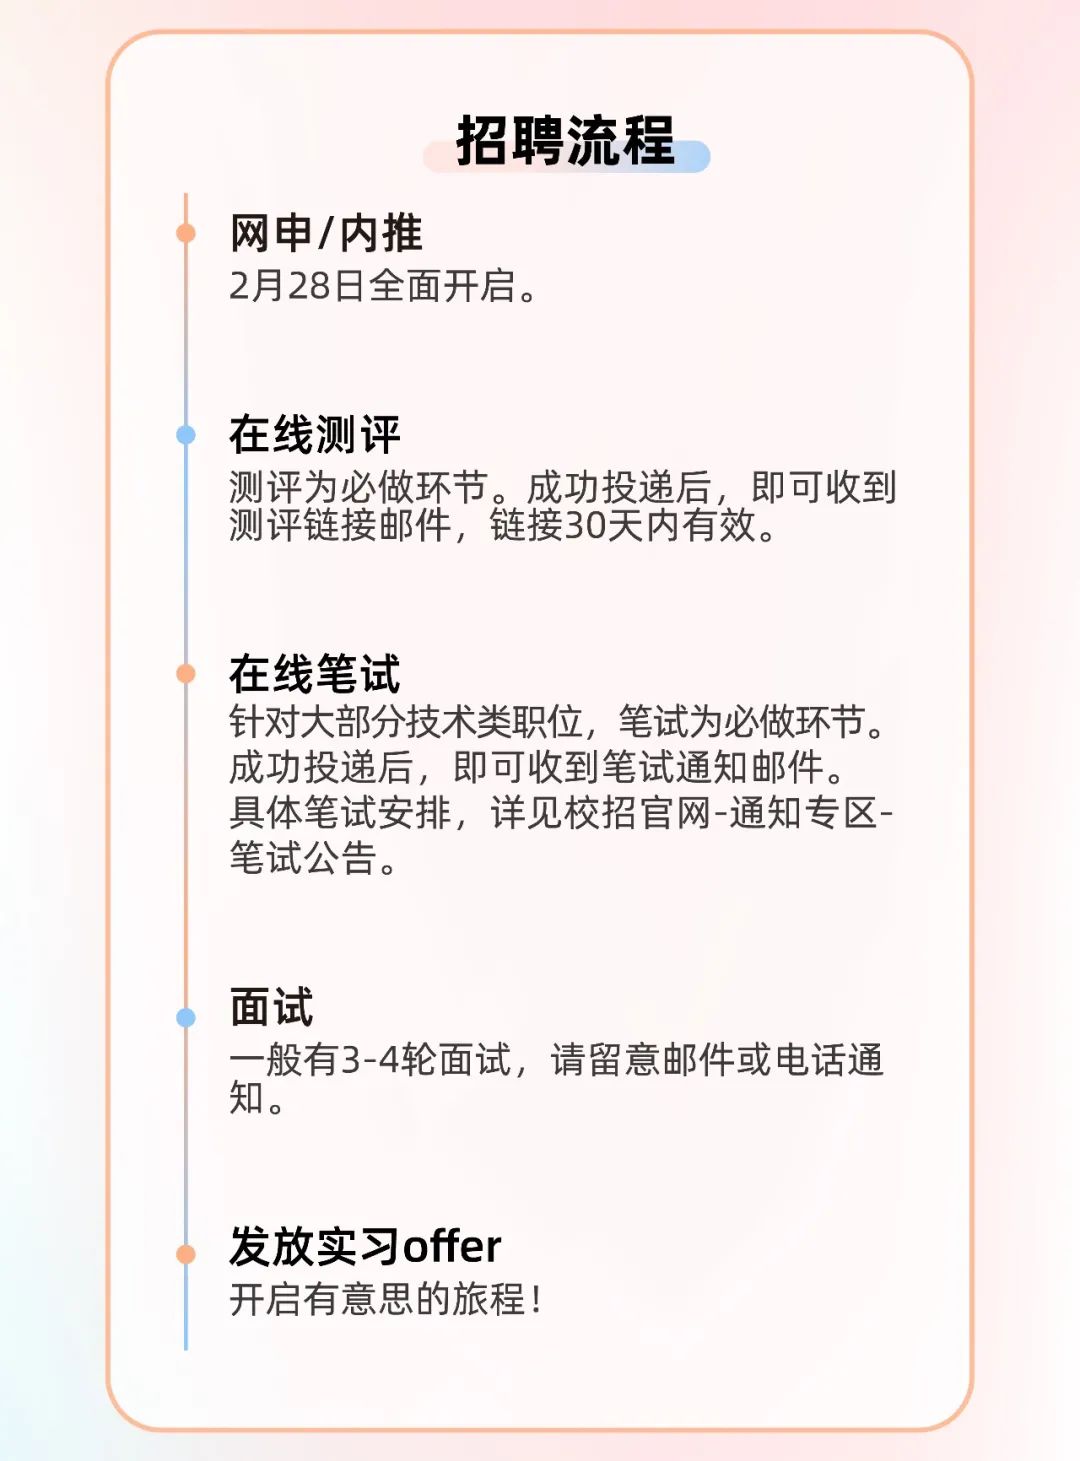 招聘流程
网申/内推
2月28日全面开启。
在线测评
测评为必做环节。成功投递后，即可收到
测评链接邮件，链接30天内有效。
在线笔试
针对大部分技术类职位，笔试为必做环节。
成功投递后，即可收到笔试通知邮件。
具体笔试安排，详见校招官网-通知专区-
笔试公告。
面试
一般有3-4轮面试，请留意邮件或电话通
知。
发放实习offer
开启有意思的旅程！